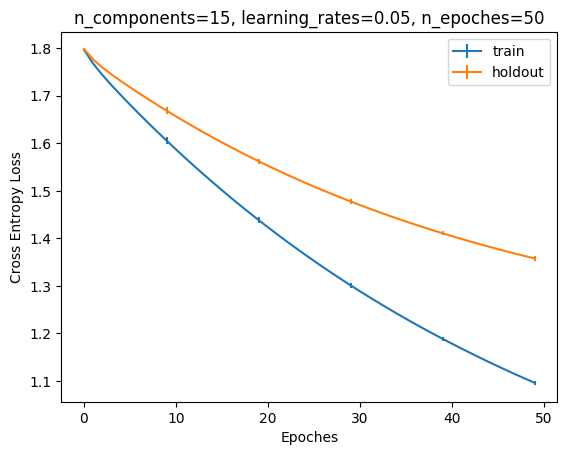 n_components=15, learning_rates=0.05, n_epoches=50
train
holdout
Cross Entropy Loss
1.8
1.7
1.6
1.5
1.4
1.3
1.2
1.1
0 10 20 30 40 50
Epoches